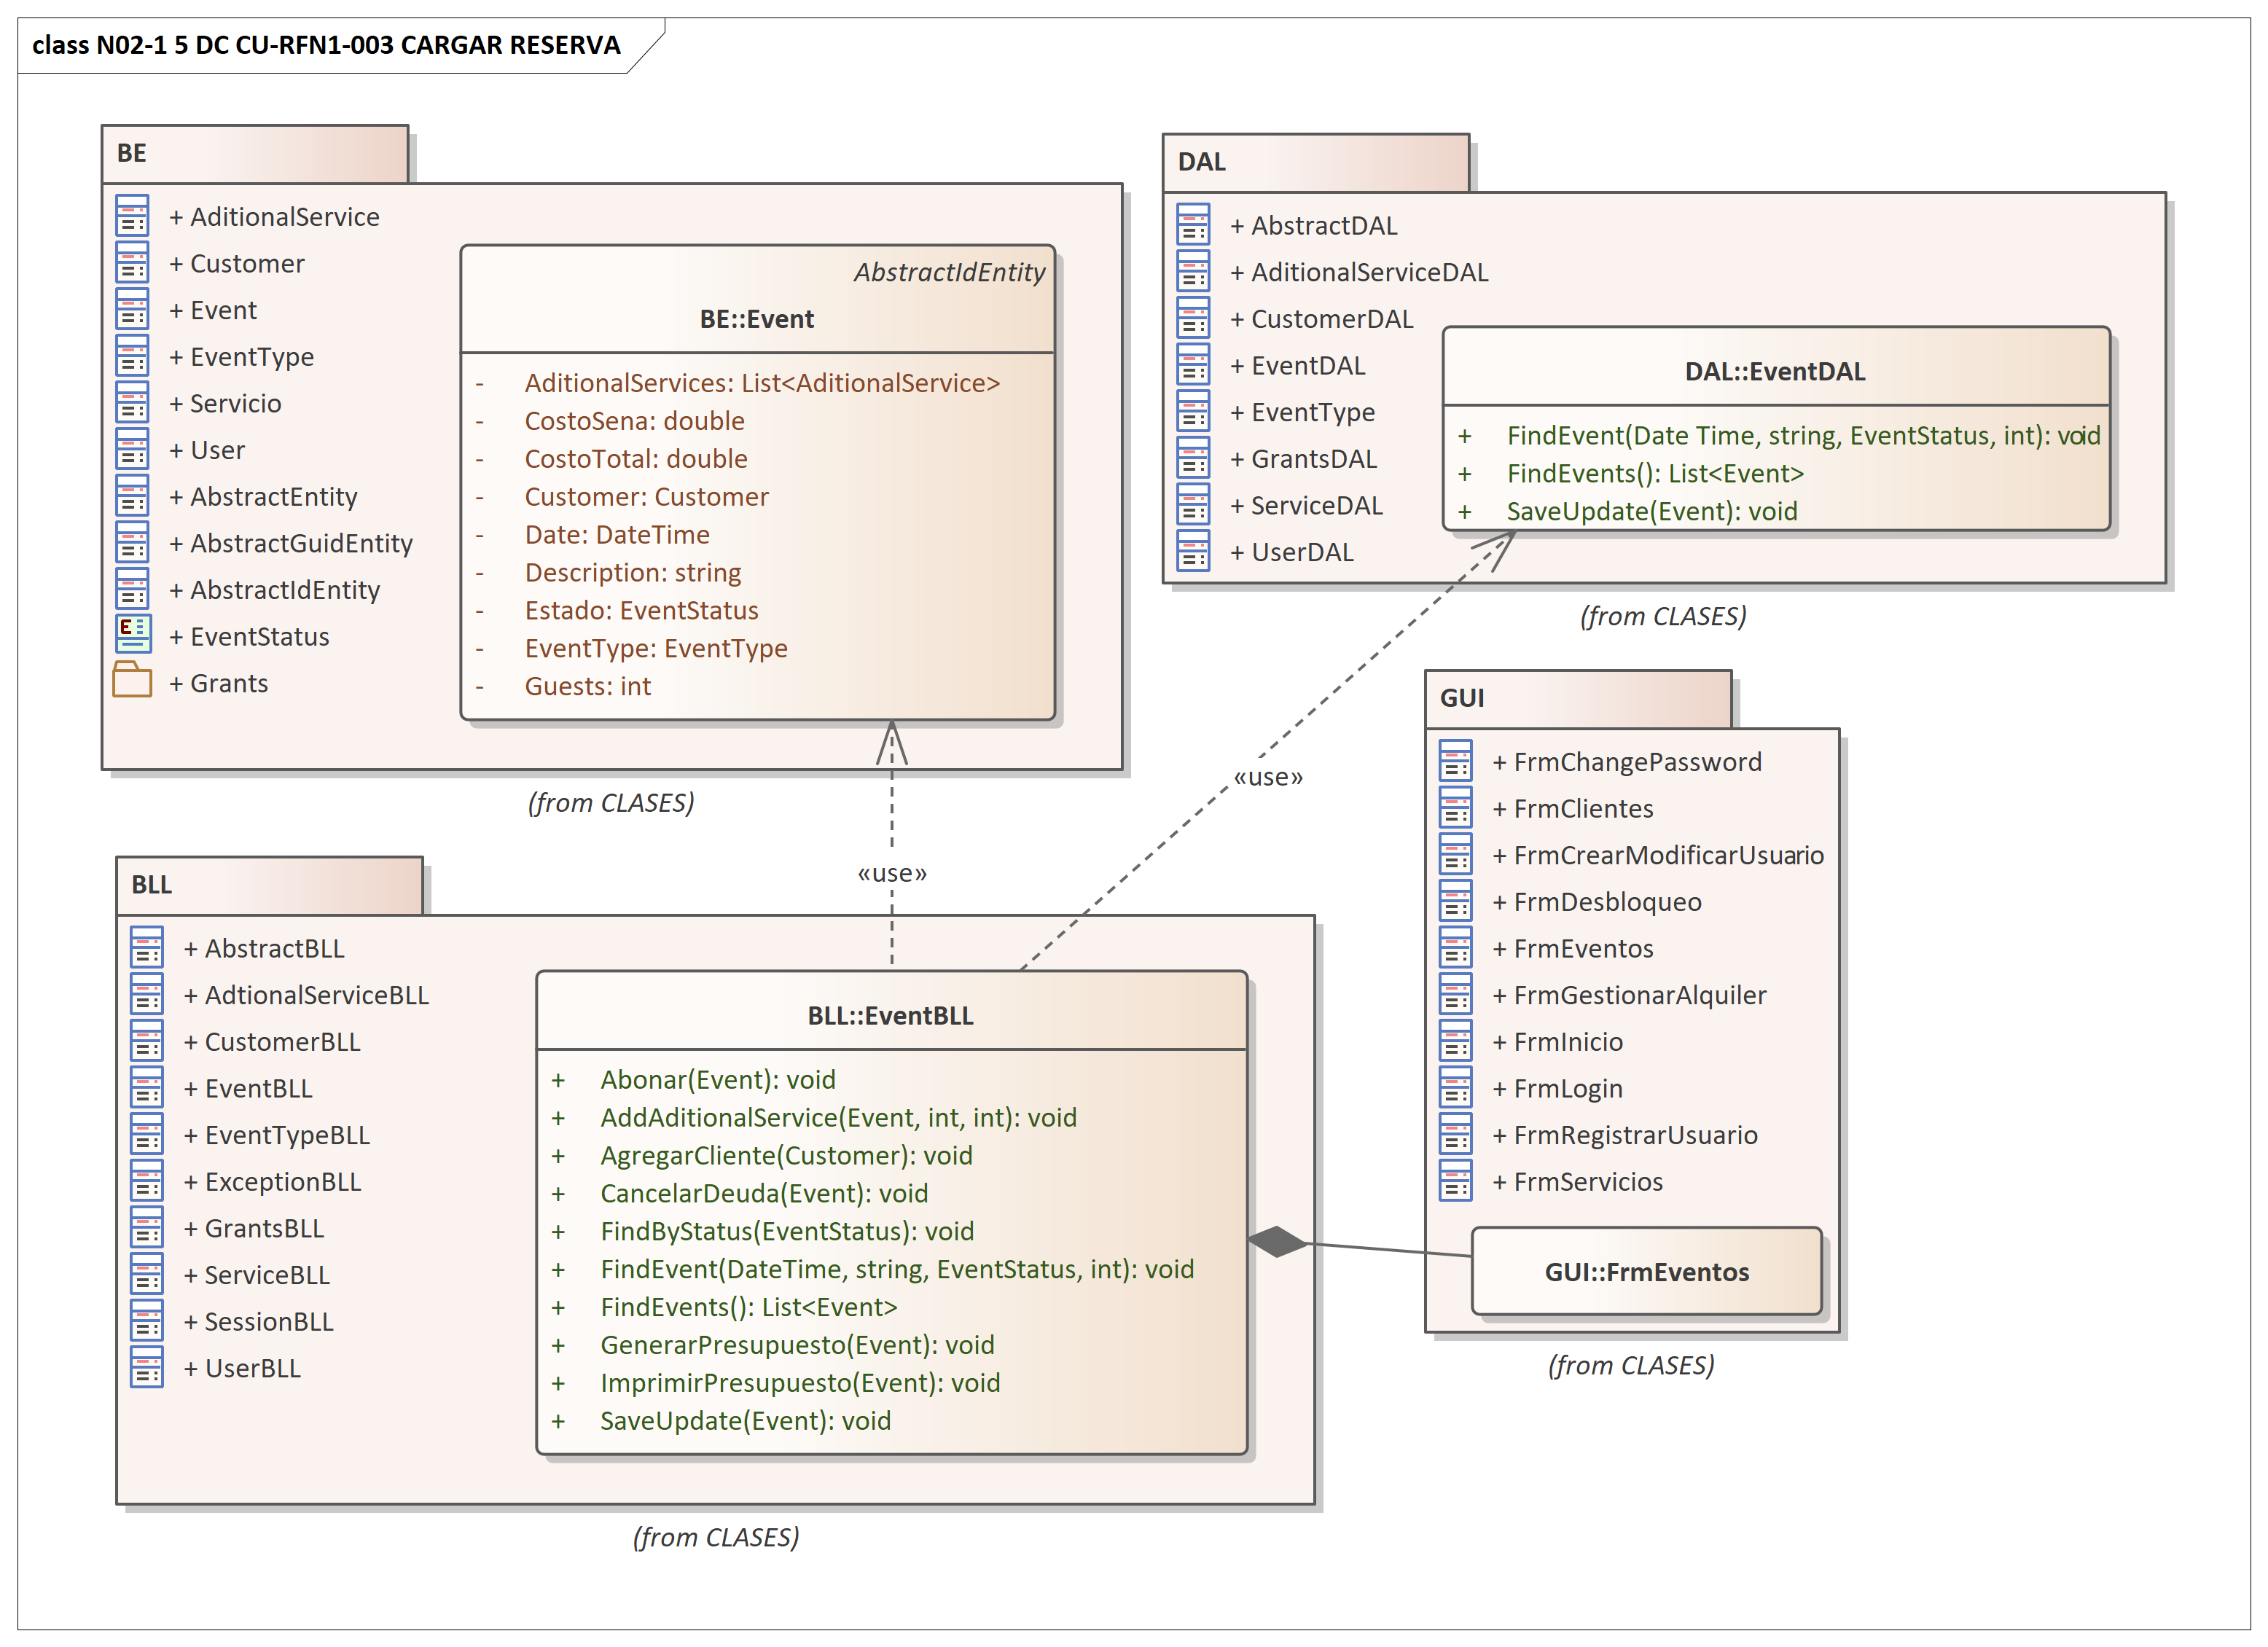 class N02-1 5 DC CU-RFN1-003 CARGAR RESERVA
BE
+ AditionalService
+ Customer
+ Event
+ EventType
+ Servicio
+ User
+ AbstractEntity
+ AbstractGuidEntity
+ AbstractIdEntity
+ EventStatus
+ Grants
AbstractIdEntity
BE::Event
- AditionalServices: List<AditionalService>
- CostoSena: double
- CostoTotal: double
- Customer: Customer
- Date: DateTime
- Description: string
- Estado: EventStatus
- EventType: EventType
- Guests: int
(from CLASES)
DAL
+ AbstractDAL
+ AditionalServiceDAL
+ CustomerDAL
+ EventDAL
+ EventType
+ GrantsDAL
+ ServiceDAL
+ UserDAL
DAL::EventDAL
+ FindEvent(Date Time, string, EventStatus, int): void
+ FindEvents(): List<Event>
+ SaveUpdate(Event): void
(from CLASES)
«use»
«use»
GUI
+ FrmChangePassword
+ FrmClientes
+ FrmCrearModificarUsuario
+ FrmDesbloqueo
+ FrmEventos
+ FrmGestionarAlquiler
+ FrmInicio
+ FrmLogin
+ FrmRegistrarUsuario
+ FrmServicios
GUI::FrmEventos
(from CLASES)
BLL
+ AbstractBLL
+ AdtionalServiceBLL
+ CustomerBLL
+ EventBLL
+ EventTypeBLL
+ ExceptionBLL
+ GrantsBLL
+ ServiceBLL
+ SessionBLL
+ UserBLL
BLL::EventBLL
+ Abonar(Event): void
+ AddAditionalService(Event, int, int): void
+ AgregarCliente(Customer): void
+ CancelarDeuda(Event): void
+ FindByStatus(EventStatus): void
+ FindEvent(DateTime, string, EventStatus, int): void
+ FindEvents(): List<Event>
+ GenerarPresupuesto(Event): void
+ ImprimirPresupuesto(Event): void
+ SaveUpdate(Event): void
(from CLASES)